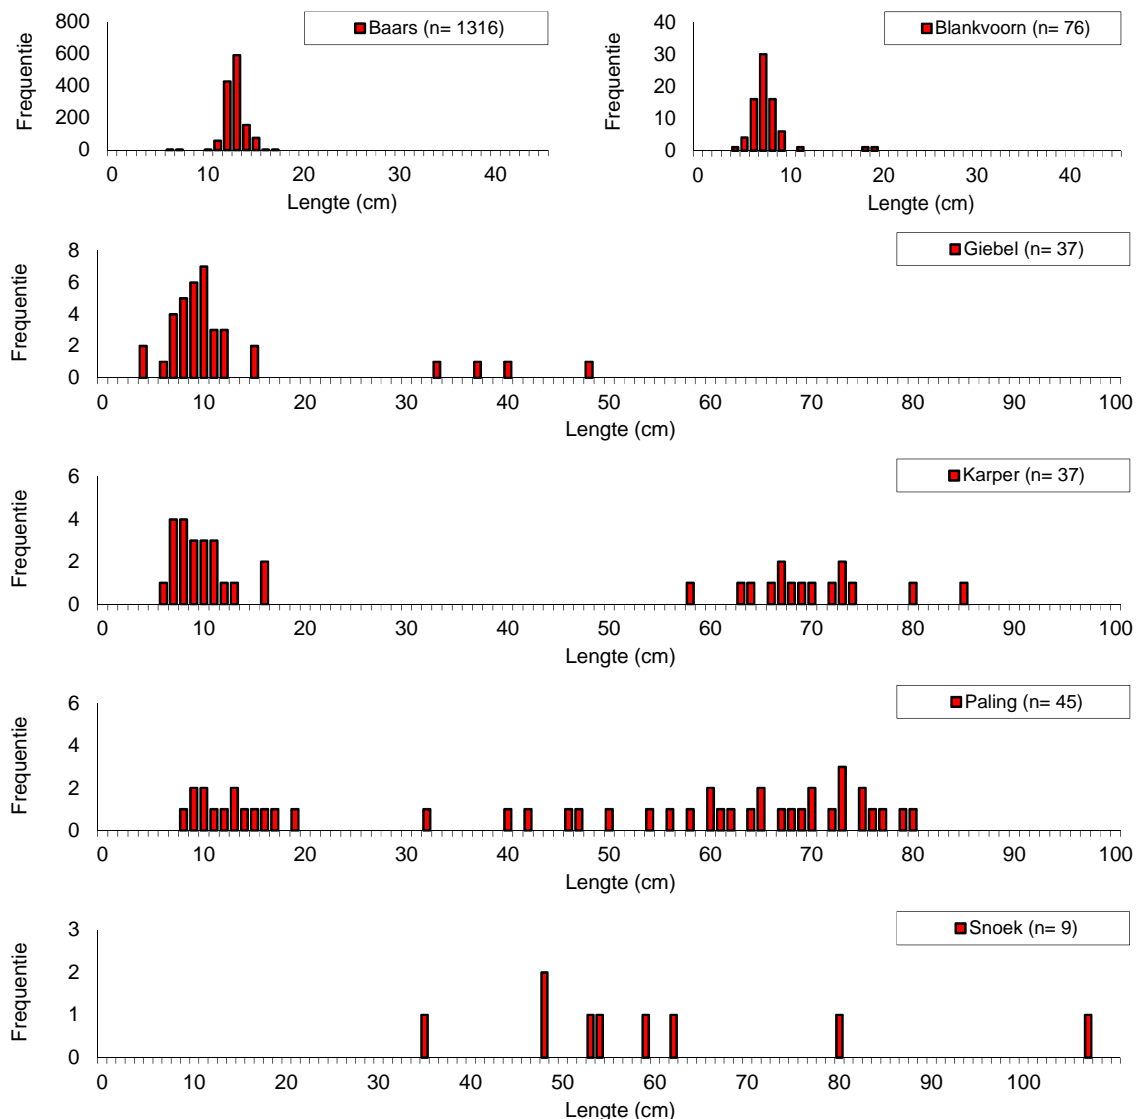 Baars (n= 1316)
Frequentie
800
600
400
200
0
0 10 20 30 40
Lengte (cm)
Blankvoorn (n= 76)
Frequentie
40
30
20
10
0
0 10 20 30 40
Lengte (cm)
Giebel (n= 37)
Frequentie
8
6
4
2
0
0 10 20 30 40 50 60 70 80 90 100
Lengte (cm)
Karper (n= 37)
Frequentie
6
4
2
0
0 10 20 30 40 50 60 70 80 90 100
Lengte (cm)
Paling (n= 45)
Frequentie
6
4
2
0
0 10 20 30 40 50 60 70 80 90 100
Lengte (cm)
Snoek (n= 9)
Frequentie
3
2
1
0
0 10 20 30 40 50 60 70 80 90 100
Lengte (cm)